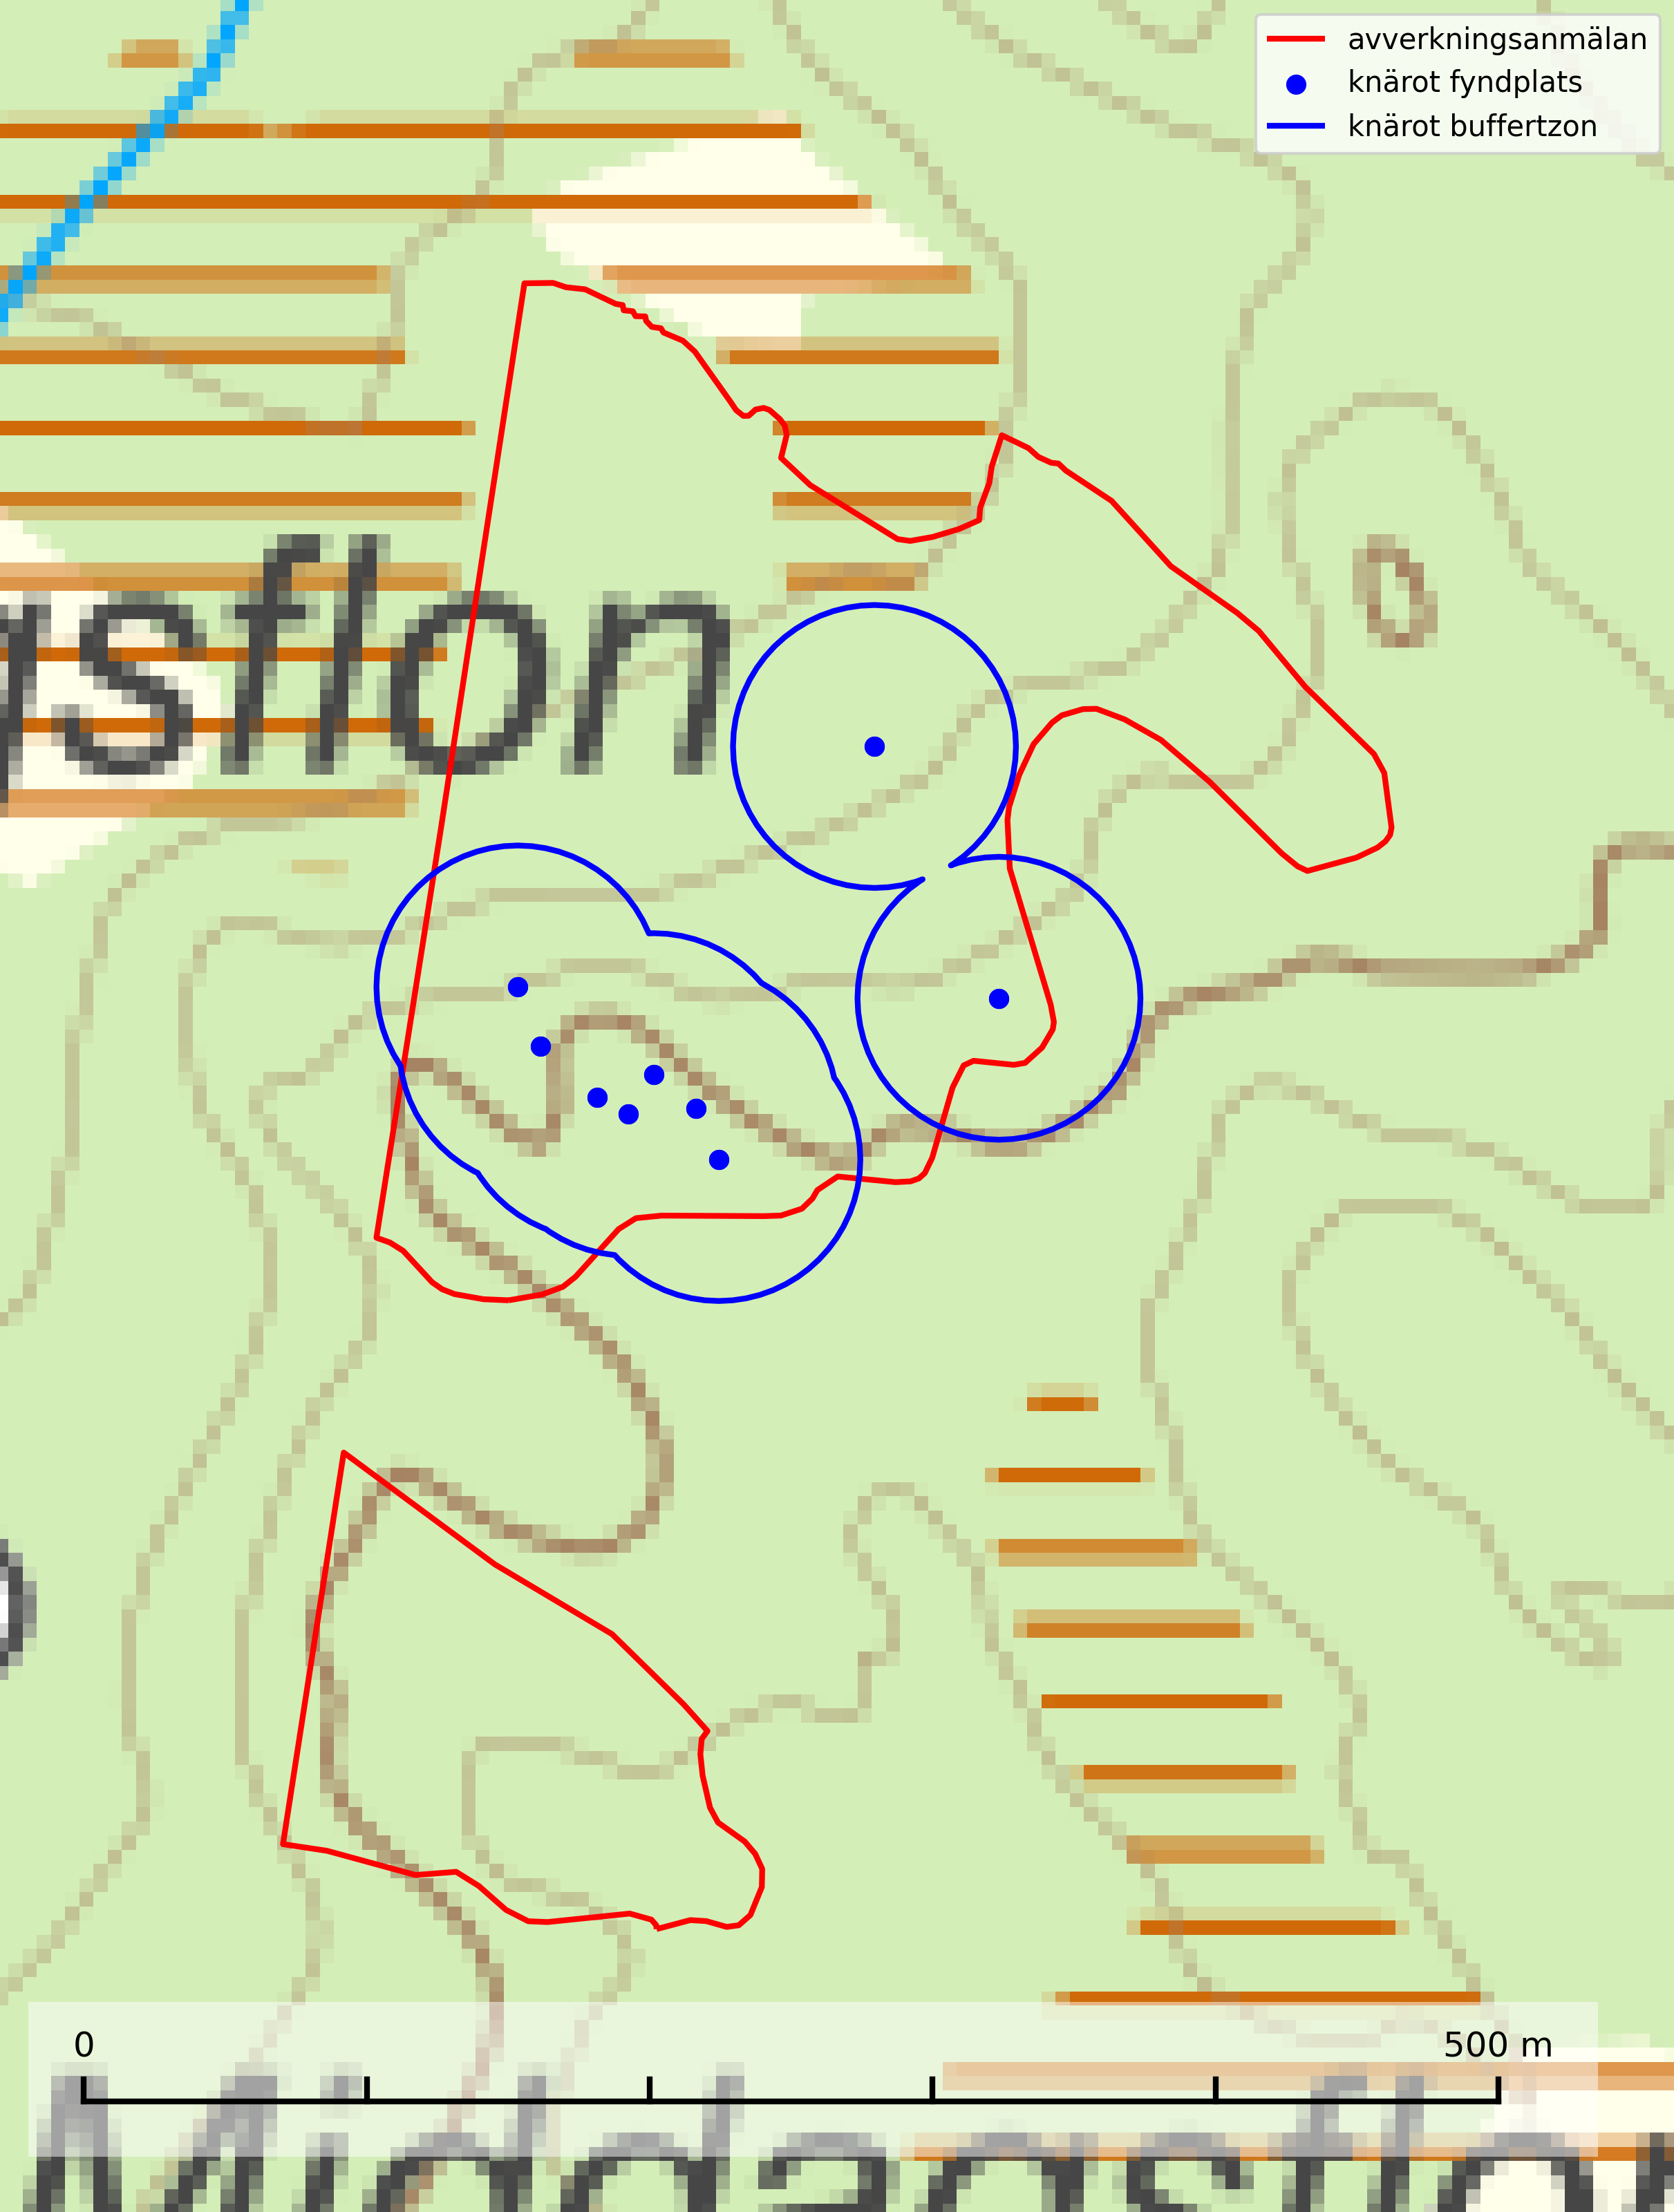 avverkningsanmälan
knärot fyndplats
knärot buffertzon
sflon
0
500 m